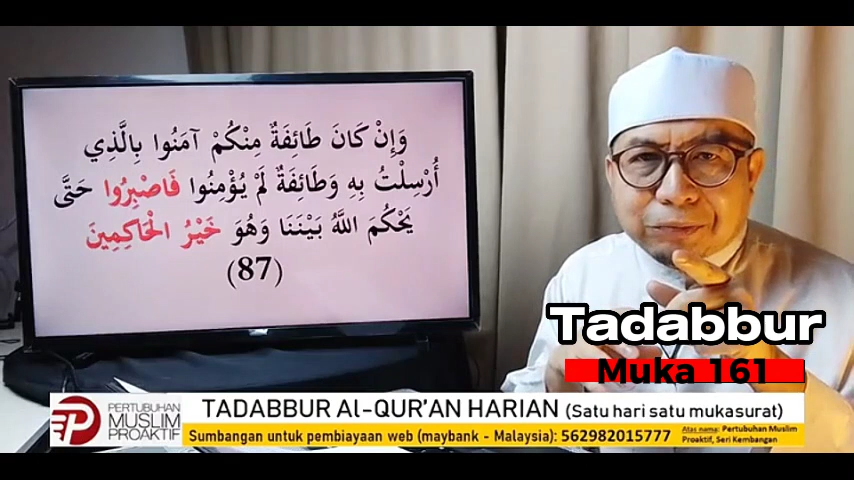 وَإِنْ كَانَ طَائِفَةٌ مِنْكُمْ آمَنُوا بِالَّذِي
أُرْسِلْتُ بِهِ وَطَائِفَةٌ لَمْ يُؤْمِنُوا فَاصْبِرُوا حَتَّى
يَحْكُمَ اللَّهُ بَيْنَنَا وَهُوَ خَيْرُ الْحَاكِمِينَ
(87)
Tadabbur
Muka 161
PERTUBUHAN
MUSLIM
PROAKTIF
TADABBUR Al-QUR'AN HARIAN (Satu hari satu mukasurat)
Sumbangan untuk pembiayaan web (maybank - Malaysia): 562982015777
Atas nama: Pertubuhan Muslim
Proaktif, Seri Kembangan